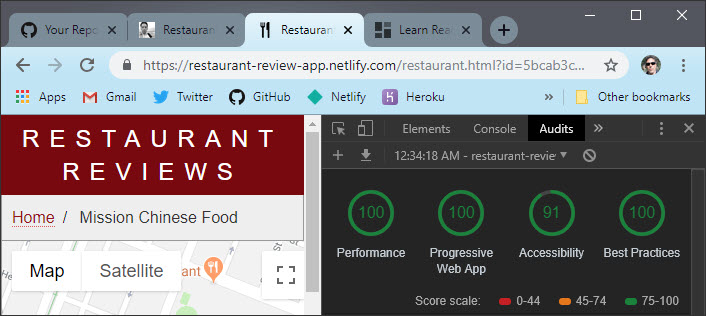 Your Repo
Restauran
Restauran
Learn Rea
https://restaurant-review-app.netlify.com/restaurant.html?id=5bcab3c...
Apps
Gmail
Twitter
GitHub
Netlify
Heroku
»
Other bookmarks
RESTAURANT
REVIEWS
Home / Mission Chinese Food
Map
Satellite
rant
Elements
Console
Audits
»
12:34:18 AM - restaurant-revie
100
100
91
100
Performance
Progressive
Web App
Accessibility
Best Practices
Score scale:
0-44
45-74
75-100